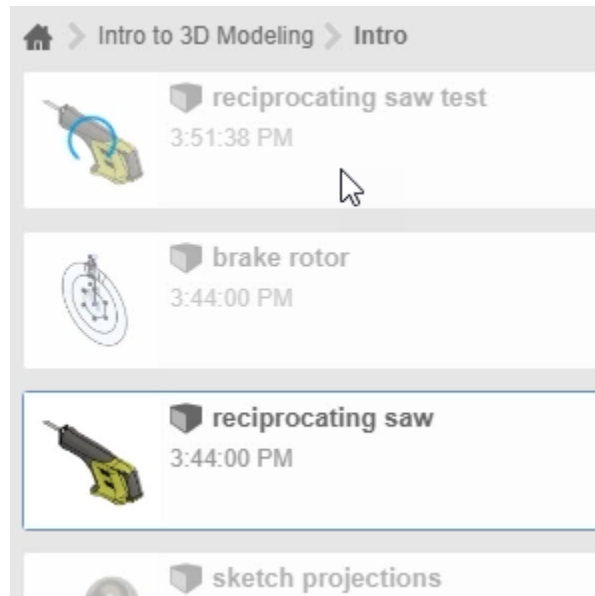 Intro to 3D Modeling Intro
reciprocating saw test
3:51:38 PM
brake rotor
3:44:00 PM
reciprocating saw
3:44:00 PM
sketch projections